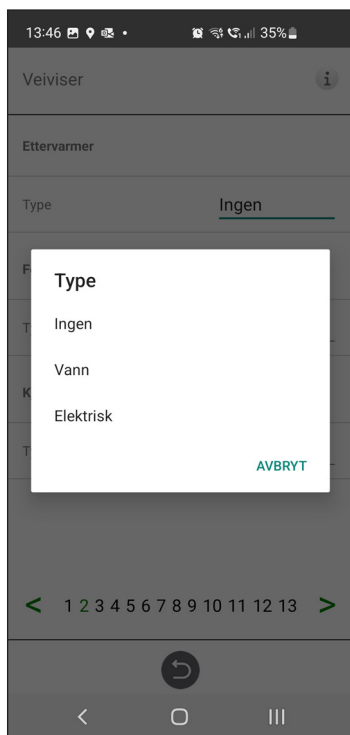 13:46 35%
Veiviser i
Ettervarmer
Type Ingen
F
Type
T
Ingen
Vann
K
Elektrisk
T
AVBRYT
< 1 2 3 4 5 6 7 8 9 10 11 12 13 >